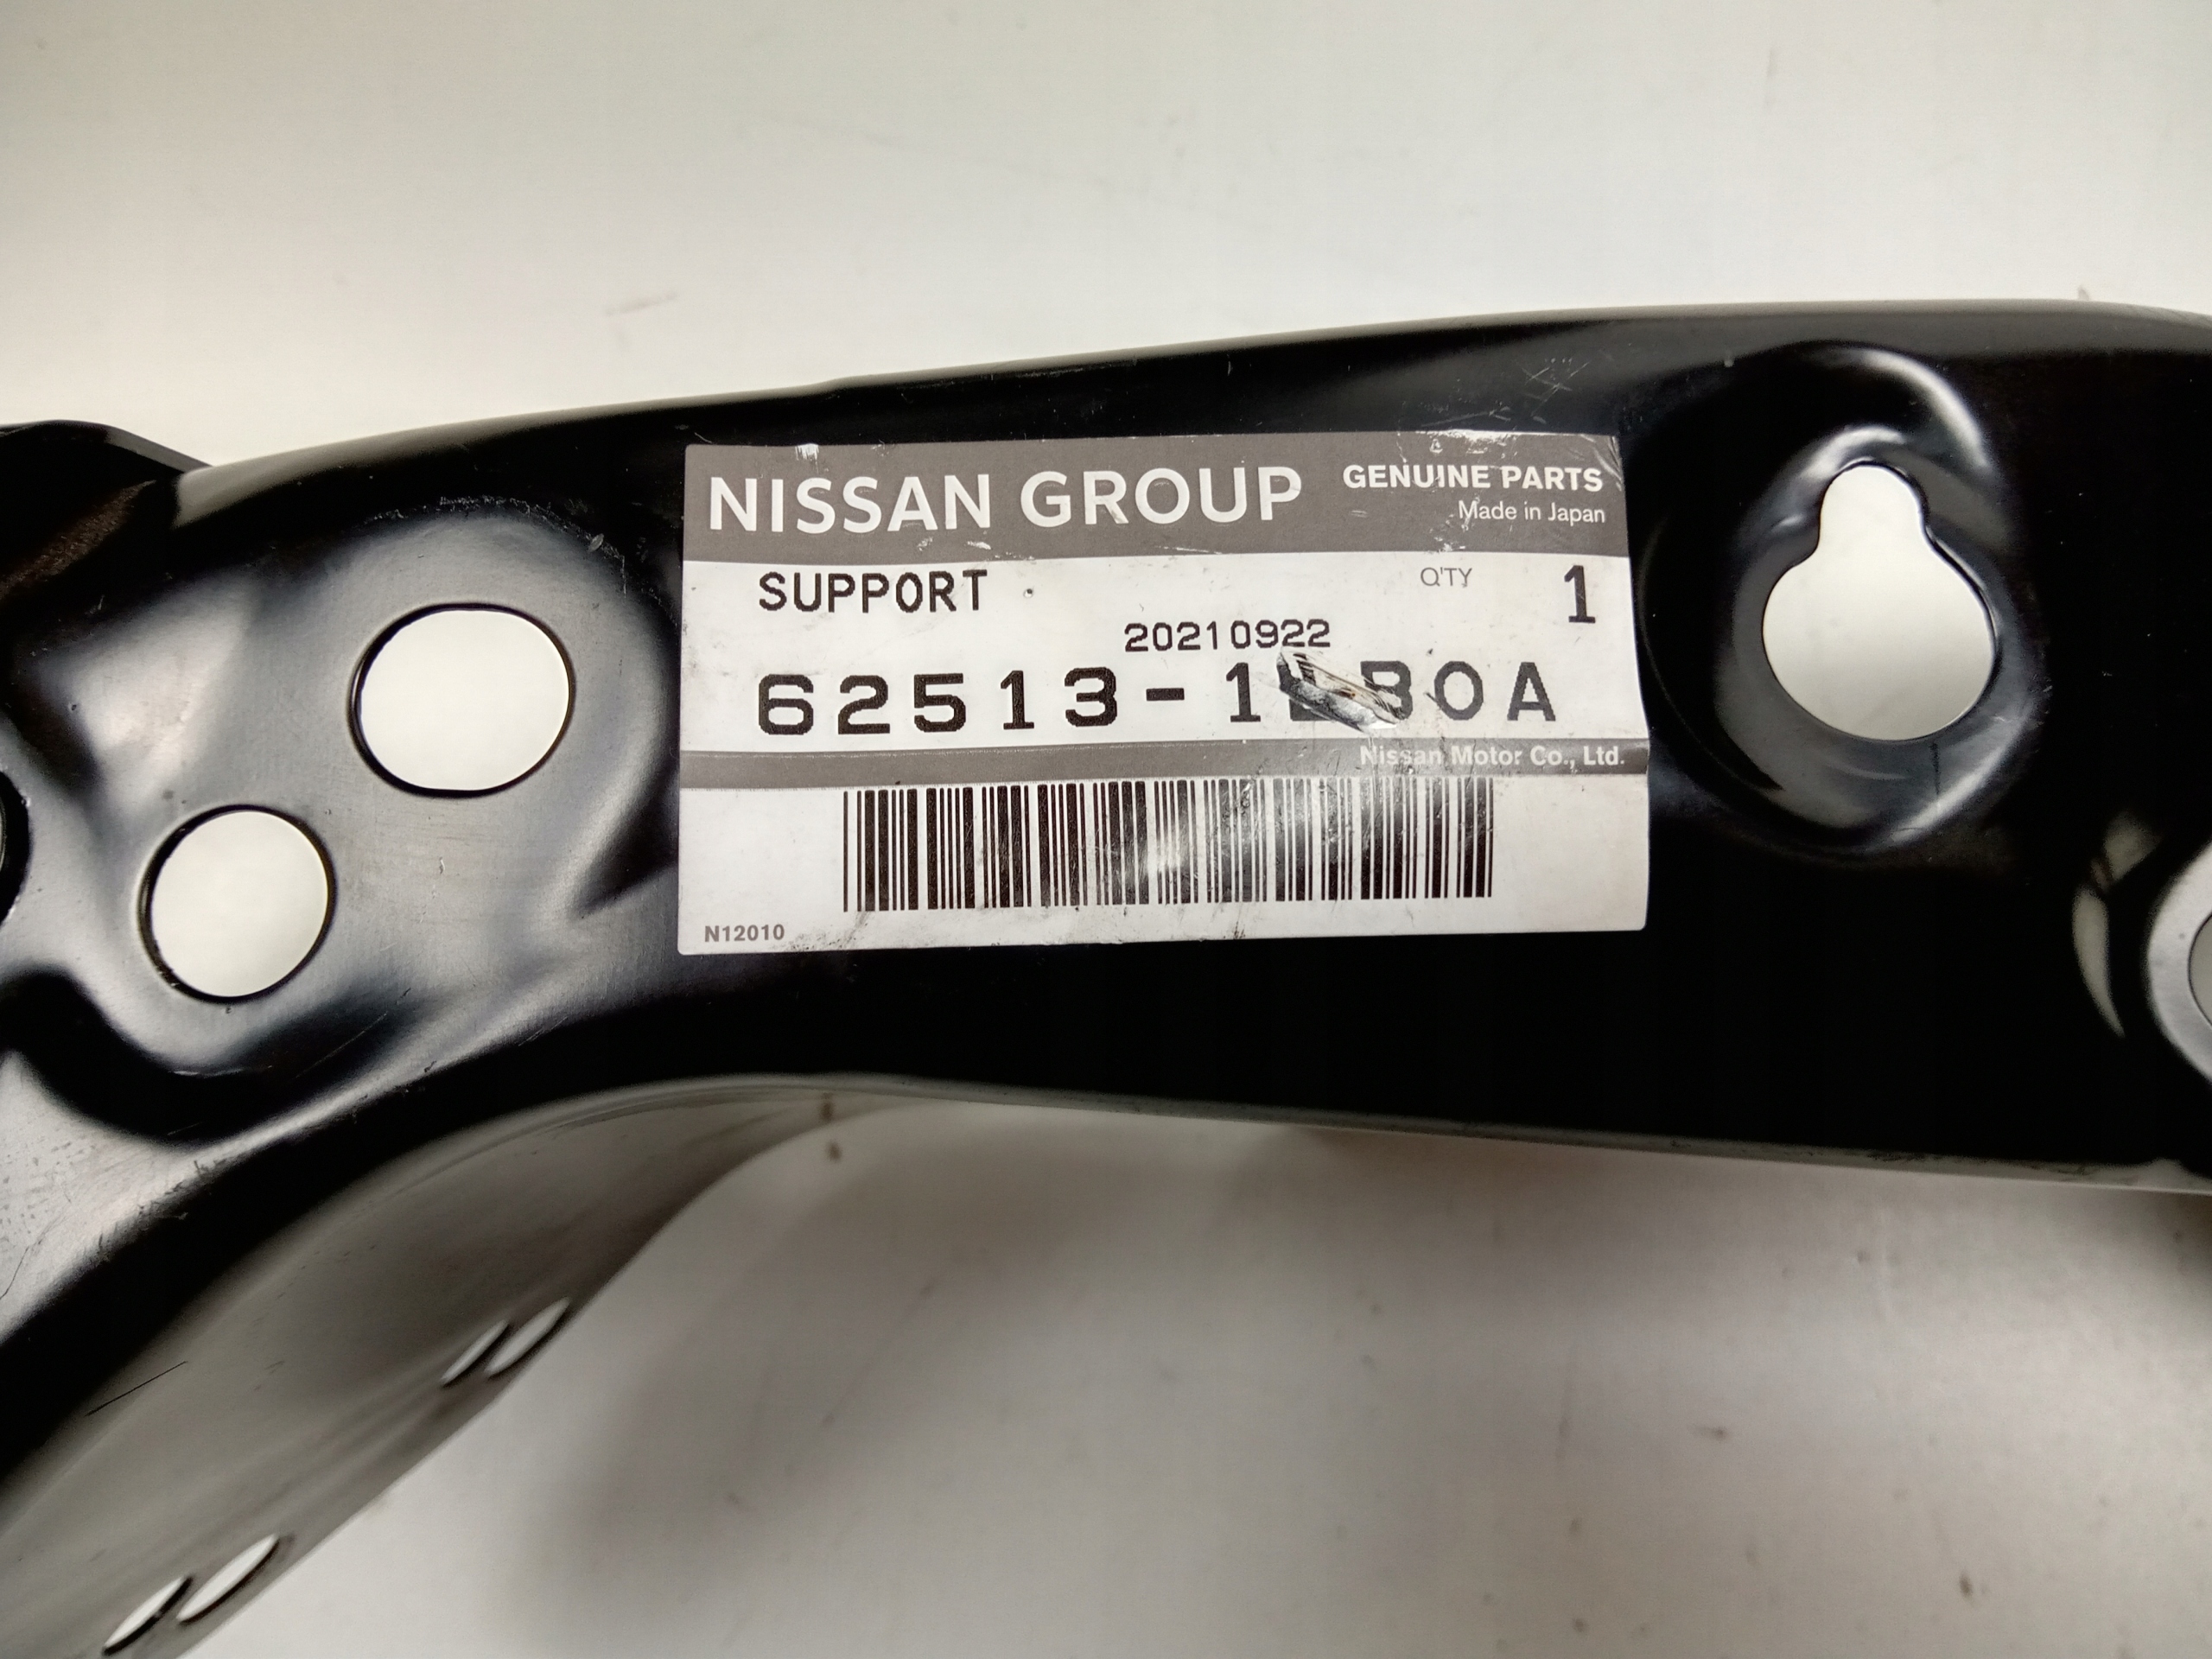 NISSAN GROUP
GENUINE PARTS
Made in Japan
SUPPORT
Q'TY
1
20210922
Nissan Motor Co., Ltd.
N12010